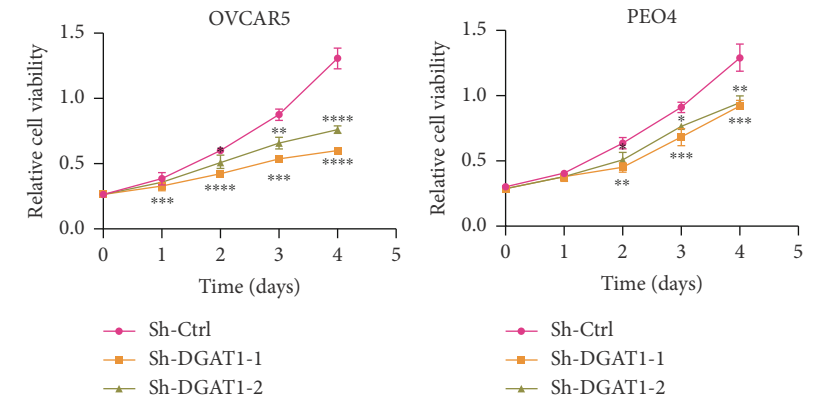 OVCAR5
Relative cell viability
1.5
1.0
0.5
0.0
*
**
****
***
****
***
****
0 1 2 3 4 5
Time (days)
Sh-Ctrl
Sh-DGAT1-1
Sh-DGAT1-2
PEO4
Relative cell viability
1.5
1.0
0.5
0.0
*
*
**
**
***
***
0 1 2 3 4 5
Time (days)
Sh-Ctrl
Sh-DGAT1-1
Sh-DGAT1-2